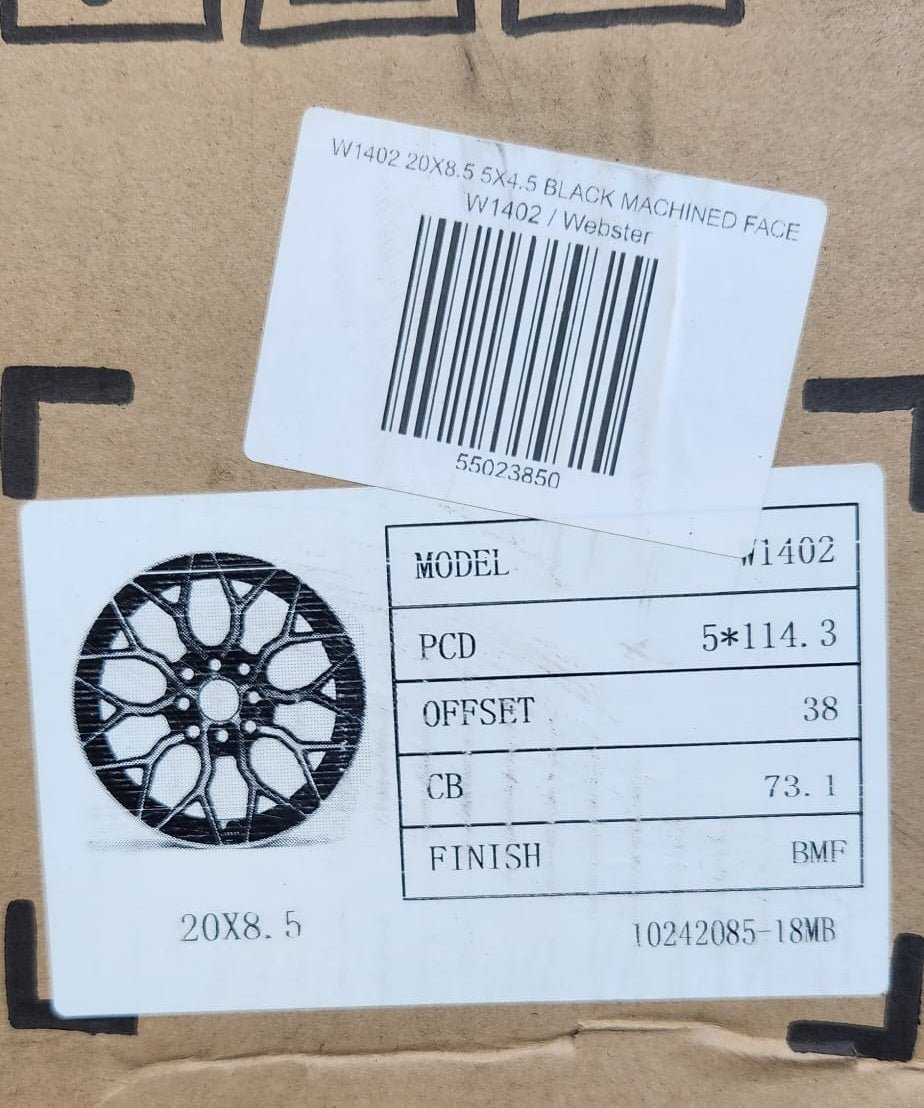 W1402 20X8.5 5X4.5 BLACK MACHINED FACE
W1402 / Webster
55023850
MODEL W1402
PCD 5*114.3
OFFSET 38
CB 73.1
FINISH BMF
20X8.5 10242085-18MB